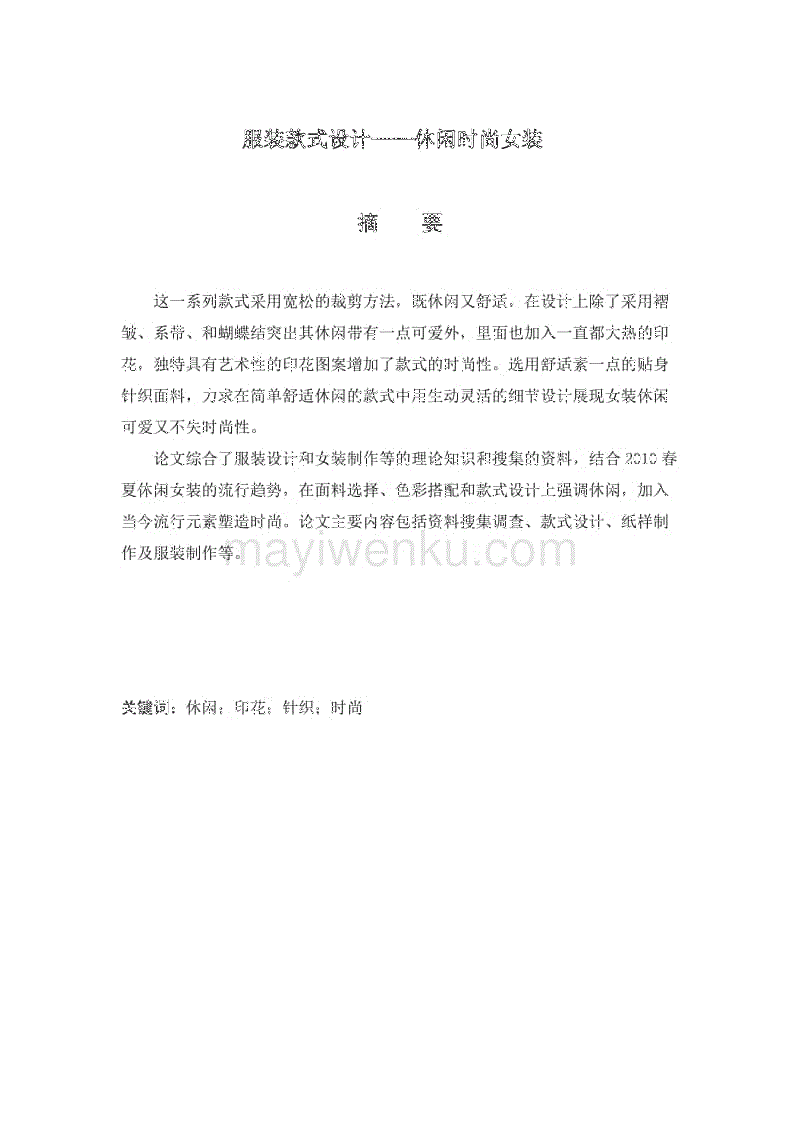 服装款式设计——休闲时尚女装
摘 要
这一系列款式采用宽松的裁剪方法，既休闲又舒适。在设计上除了采用褶
皱、系带、和蝴蝶结突出其休闲带有一点可爱外，里面也加入一直都大热的印
花，独特具有艺术性的印花图案增加了款式的时尚性。选用舒适素一点的贴身
针织面料，力求在简单舒适休闲的款式中用生动灵活的细节设计展现女装休闲
可爱又不失时尚性。
论文综合了服装设计和女装制作等的理论知识和搜集的资料，结合 2010 春
夏休闲女装的流行趋势，在面料选择、色彩搭配和款式设计上强调休闲，加入
当今流行元素塑造时尚。论文主要内容包括资料搜集调查、款式设计、纸样制
作及服装制作等。
mayiwenku.com
关键词：休闲；印花；针织；时尚